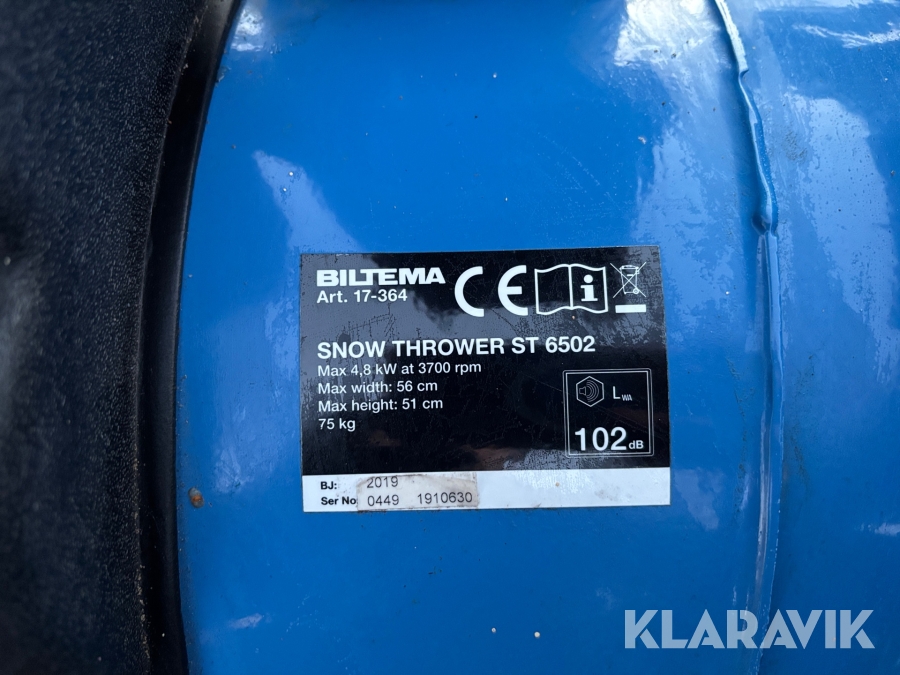 BILTEMA
Art. 17-364
CE
SNOW THROWER ST 6502
Max 4,8 kW at 3700 rpm
Max width: 56 cm
Max height: 51 cm
75 kg
LWA
102 dB
BJ: 2019
Ser No 0449 1910630
KLARAVIK